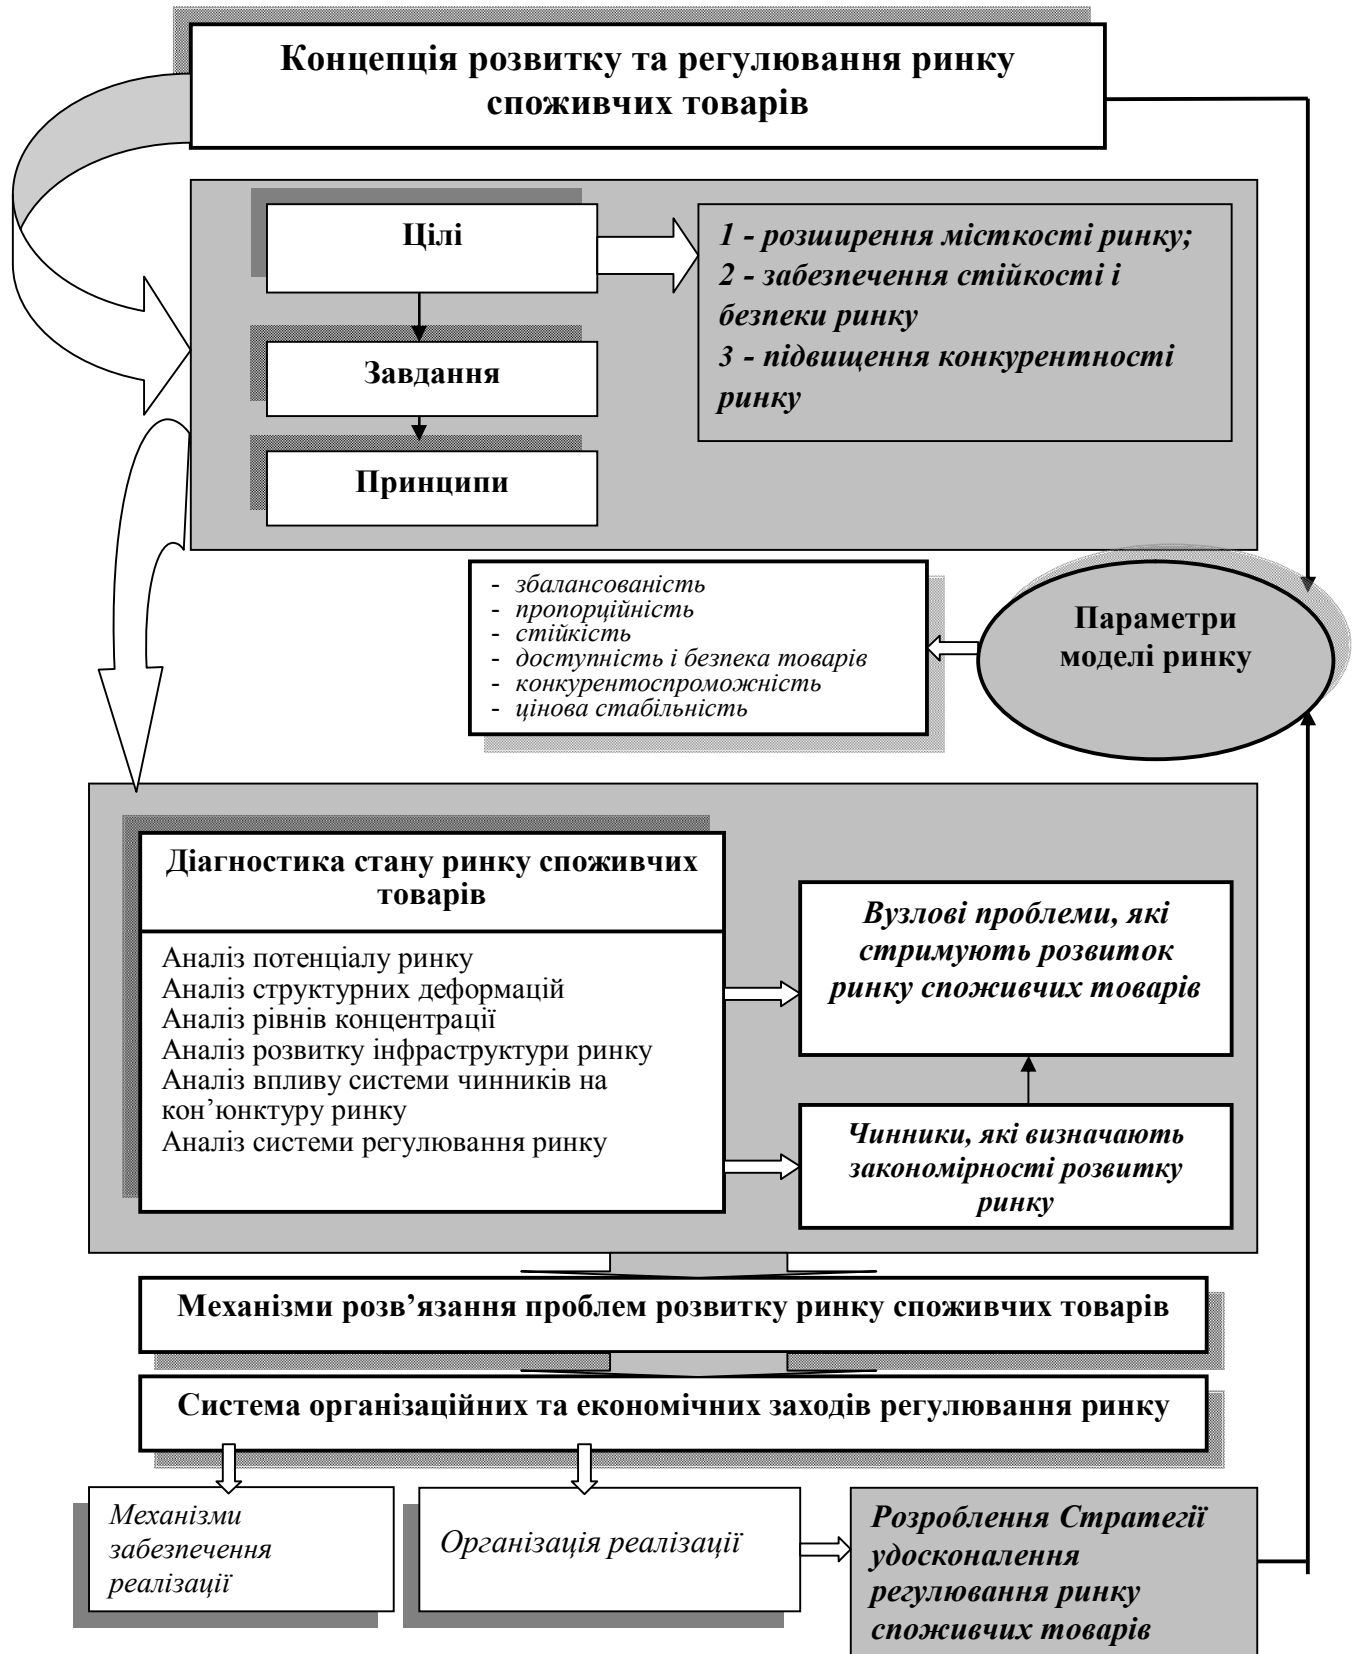 Концепція розвитку та регулювання ринку
споживчих товарів
Цілі
1 - розширення місткості ринку;
2 - забезпечення стійкості і
безпеки ринку
3 - підвищення конкурентності
ринку
Завдання
Принципи
- збалансованість
- пропорційність
- стійкість
- доступність і безпека товарів
- конкурентоспроможність
- цінова стабільність
Параметри
моделі ринку
Діагностика стану ринку споживчих
товарів
Аналіз потенціалу ринку
Аналіз структурних деформацій
Аналіз рівнів концентрації
Аналіз розвитку інфраструктури ринку
Аналіз впливу системи чинників на
кон’юнктуру ринку
Аналіз системи регулювання ринку
Вузлові проблеми, які
стримують розвиток
ринку споживчих товарів
Чинники, які визначають
закономірності розвитку
ринку
Механізми розв’язання проблем розвитку ринку споживчих товарів
Система організаційних та економічних заходів регулювання ринку
Механізми
забезпечення
реалізації
Організація реалізації
Розроблення Стратегії
удосконалення
регулювання ринку
споживчих товарів